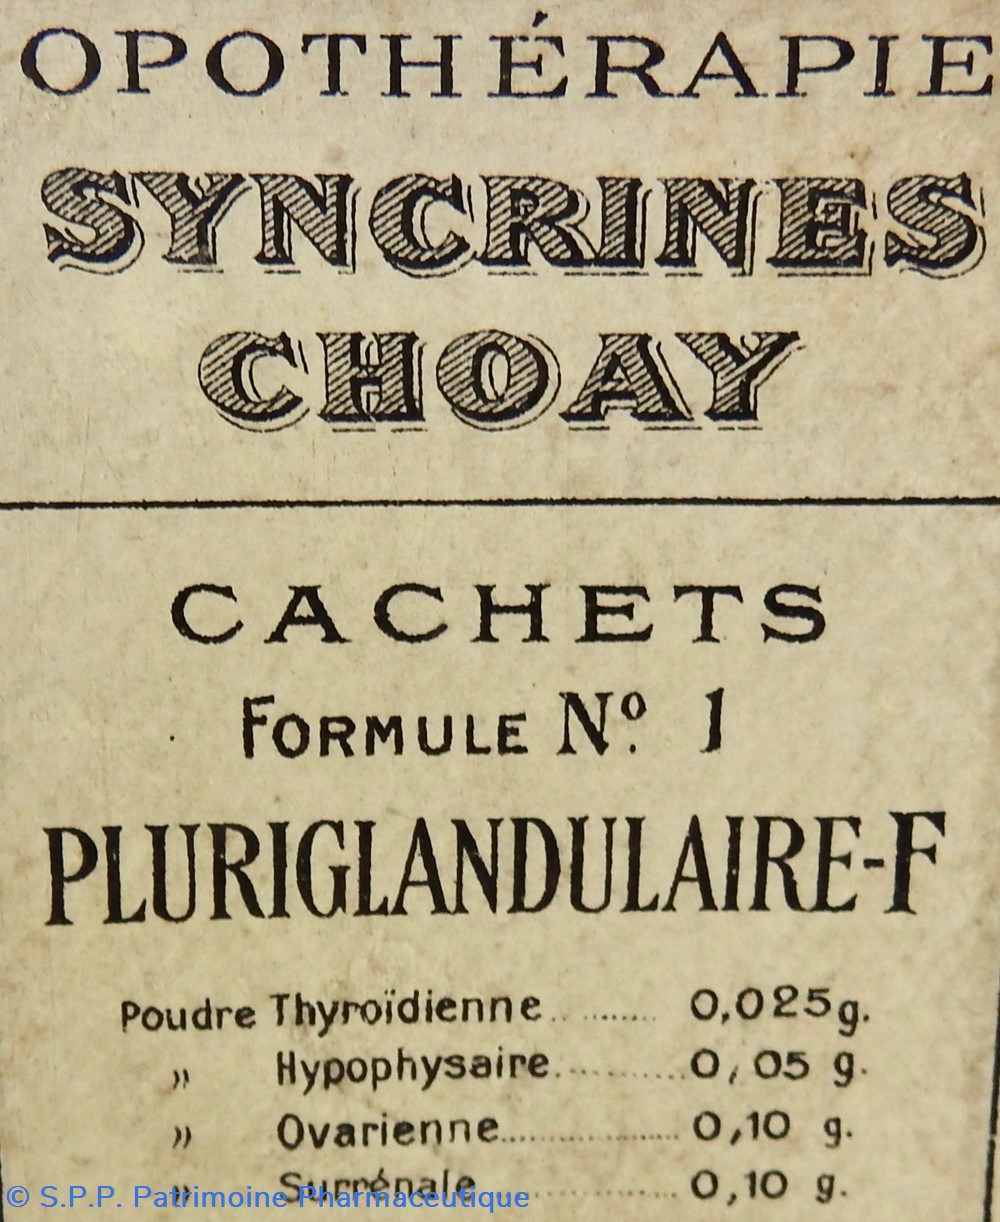 OPOTHÉRAPIE
SYNCRINES
CHOAY
CACHETS
FORMULE Nº. 1
PLURIGLANDULAIRE-F
Poudre Thyroïdienne.......... 0,025g.
" Hypophysaire.......... 0,05 g.
" Ovarienne.................. 0,10 g.
" Surrénale.................. 0,10 g.
© S.P.P. Patrimoine Pharmaceutique